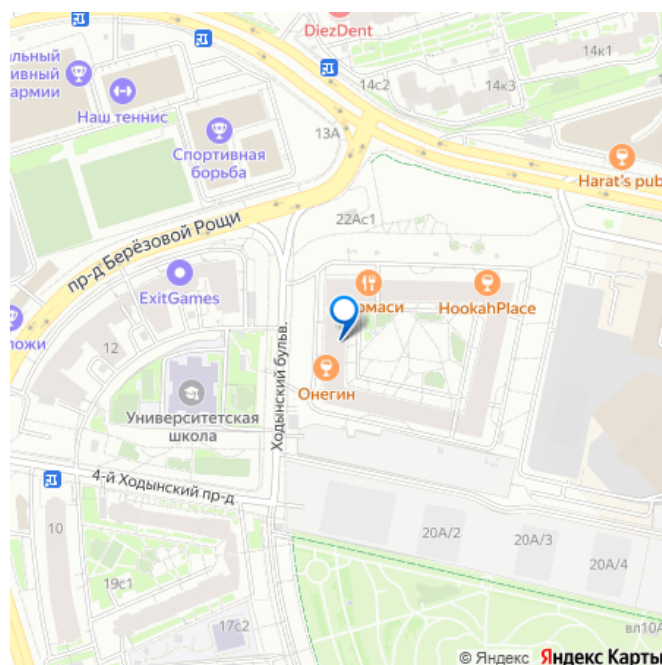 DiezDent
14к1
14с2
14к3
альный
ивный
армии
Наш теннис
13А
Спортивная
борьба
Harat's pub
22Ас1
пр-д Берёзовой Рощи
ExitGames
омаси
HookahPlace
ложи
12
Ходынский бульв.
Онегин
Университетская
школа
4-й Ходынский пр-д
10
20А/2
20А/3
20А/4
19с1
17с2
вл10А
© Яндекс Яндекс Карты